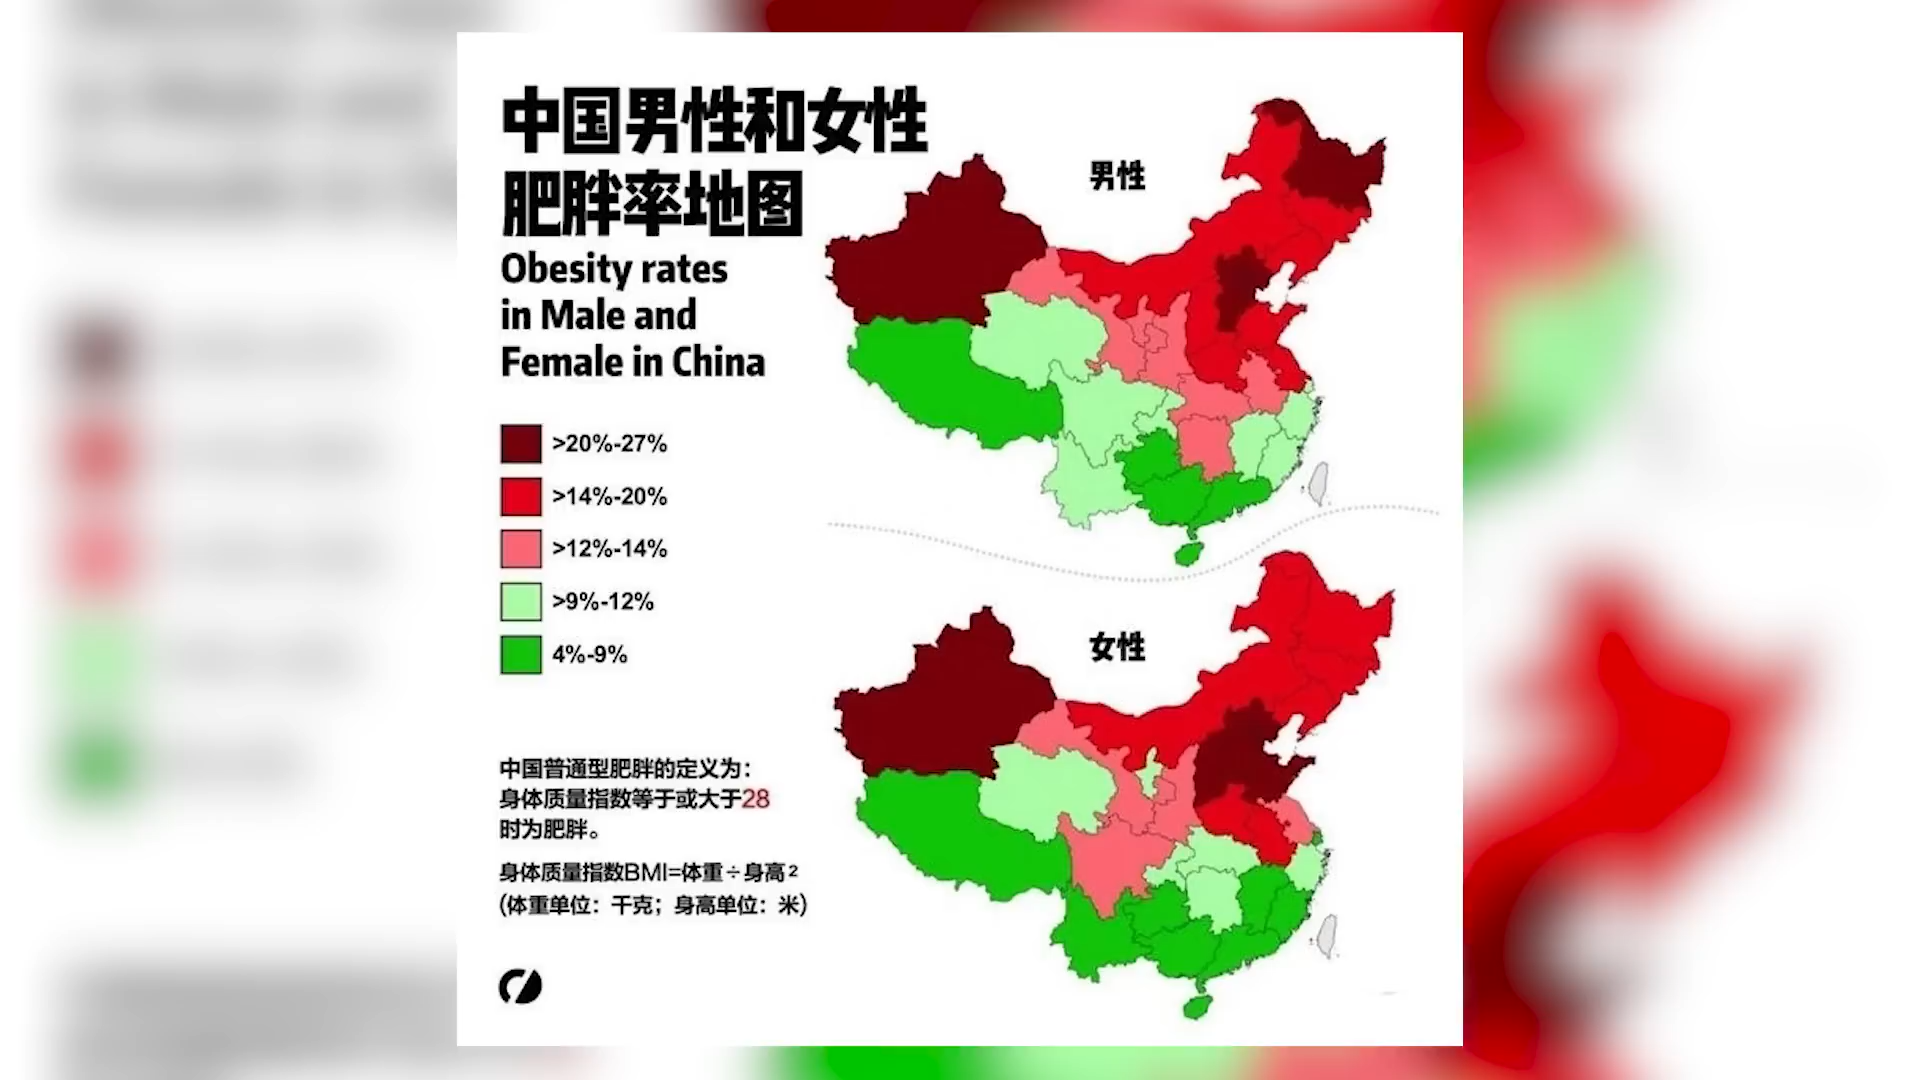 中国男性和女性
肥胖率地图
Obesity rates
in Male and
Female in China
男性
>20%-27%
>14%-20%
>12%-14%
>9%-12%
4%-9%
女性
中国普通型肥胖的定义为：
身体质量指数等于或大于28
时为肥胖。
身体质量指数BMI=体重÷身高²
(体重单位：千克；身高单位：米)